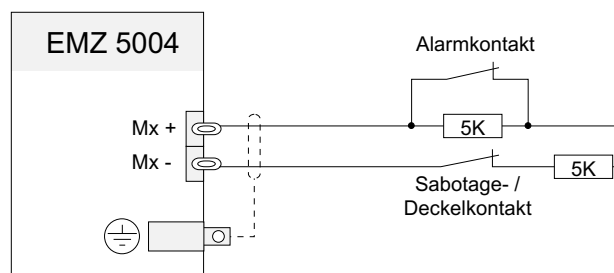 EMZ 5004
Alarmkontakt
Mx +
5K
Mx -
5K
Sabotage- /
Deckelkontakt